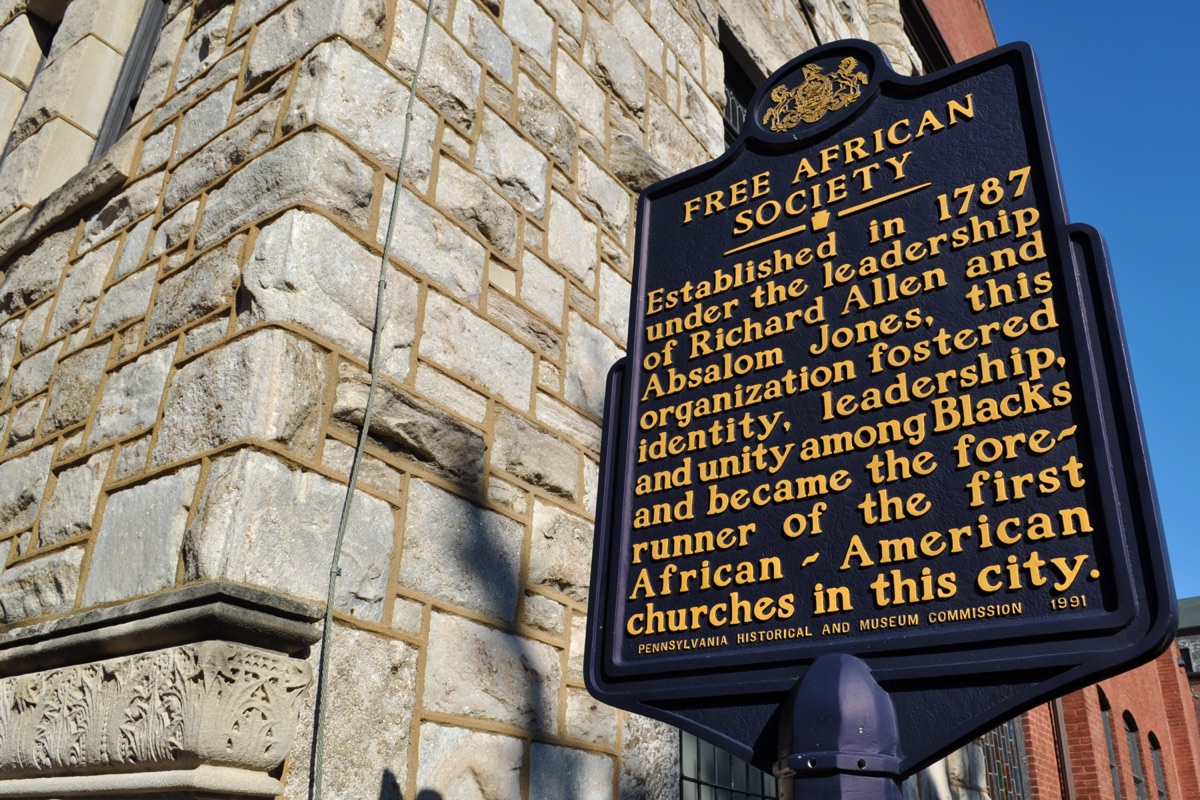 FREE AFRICAN
SOCIETY
Established in 1787
under the leadership
of Richard Allen and
Absalom Jones, this
organization fostered
identity, leadership,
and unity among Blacks
and became the fore-
runner of the first
African - American
churches in this city.
PENNSYLVANIA HISTORICAL AND MUSEUM COMMISSION 1991